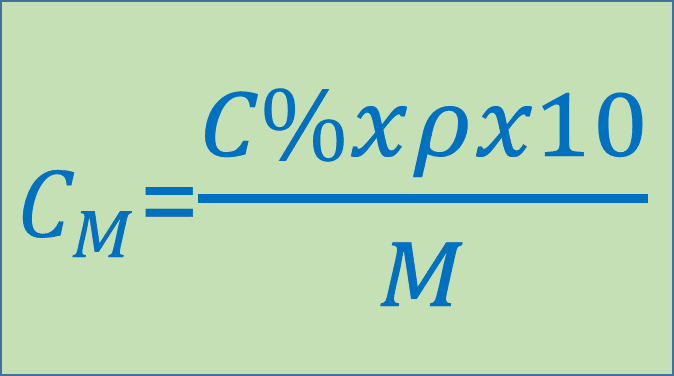 C_M = C%xρx10 / M